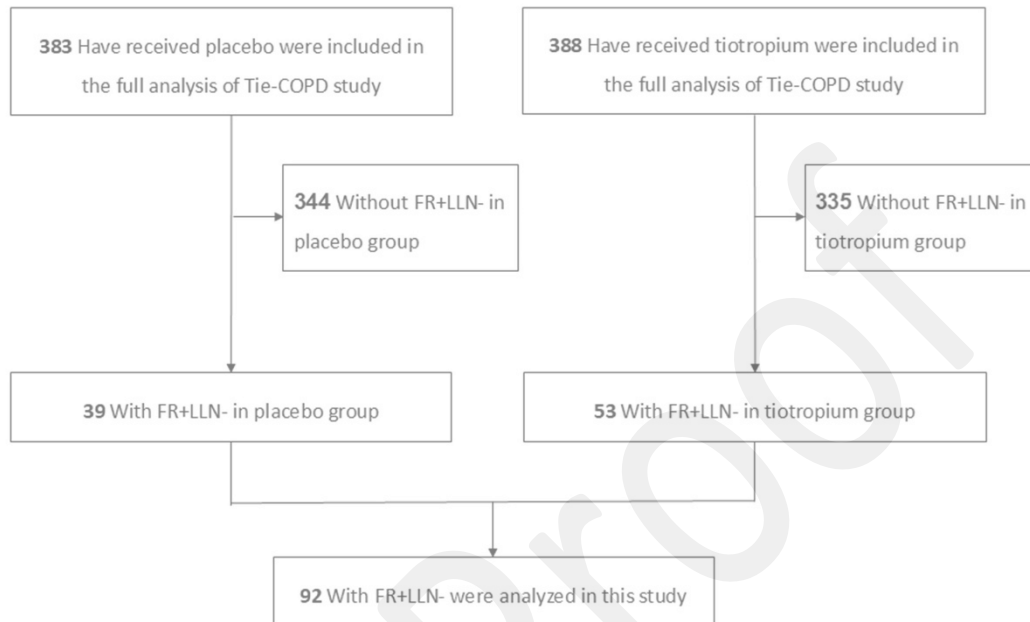 383 Have received placebo were included in
the full analysis of Tie-COPD study
388 Have received tiotropium were included in
the full analysis of Tie-COPD study
344 Without FR+LLN- in
placebo group
335 Without FR+LLN- in
tiotropium group
39 With FR+LLN- in placebo group
53 With FR+LLN- in tiotropium group
92 With FR+LLN- were analyzed in this study
Proof